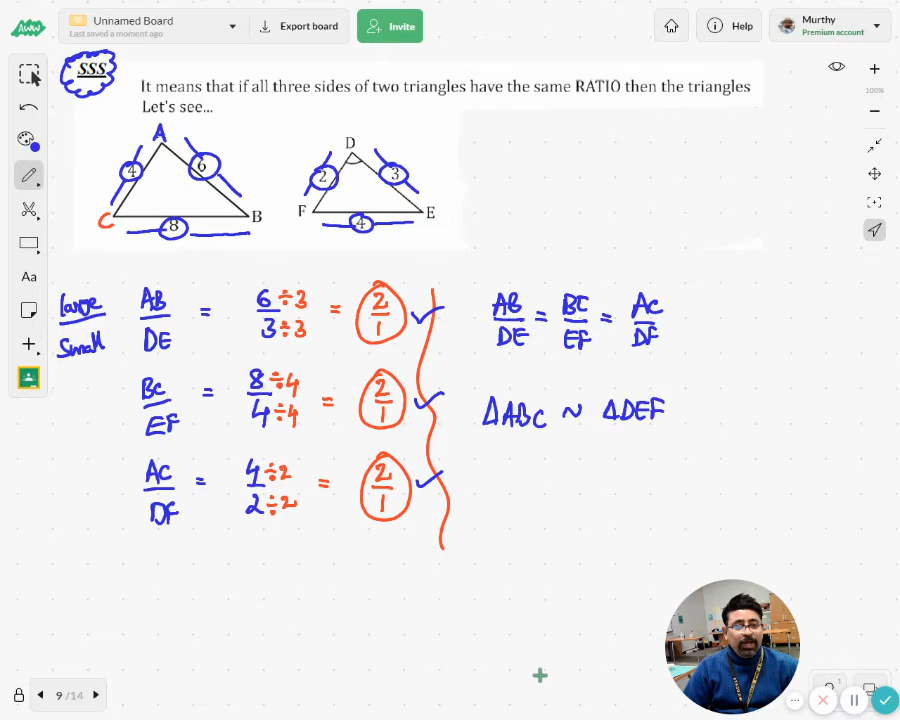 Unnamed Board
Last saved a moment ago
Export board
Invite
Help
Murthy
Premium account
SSS
It means that if all three sides of two triangles have the same RATIO then the triangles
Let's see...
100%
A
4
6
C
B
8
D
2
3
F
E
4
large/small AB/DE = 6÷3/3÷3 = 2/1 ✓
BC/EF = 8÷4/4÷4 = 2/1 ✓
AC/DF = 4÷2/2÷2 = 2/1 ✓
AB/DE = BC/EF = AC/DF
ΔABC ~ ΔDEF
Aa
9 /14